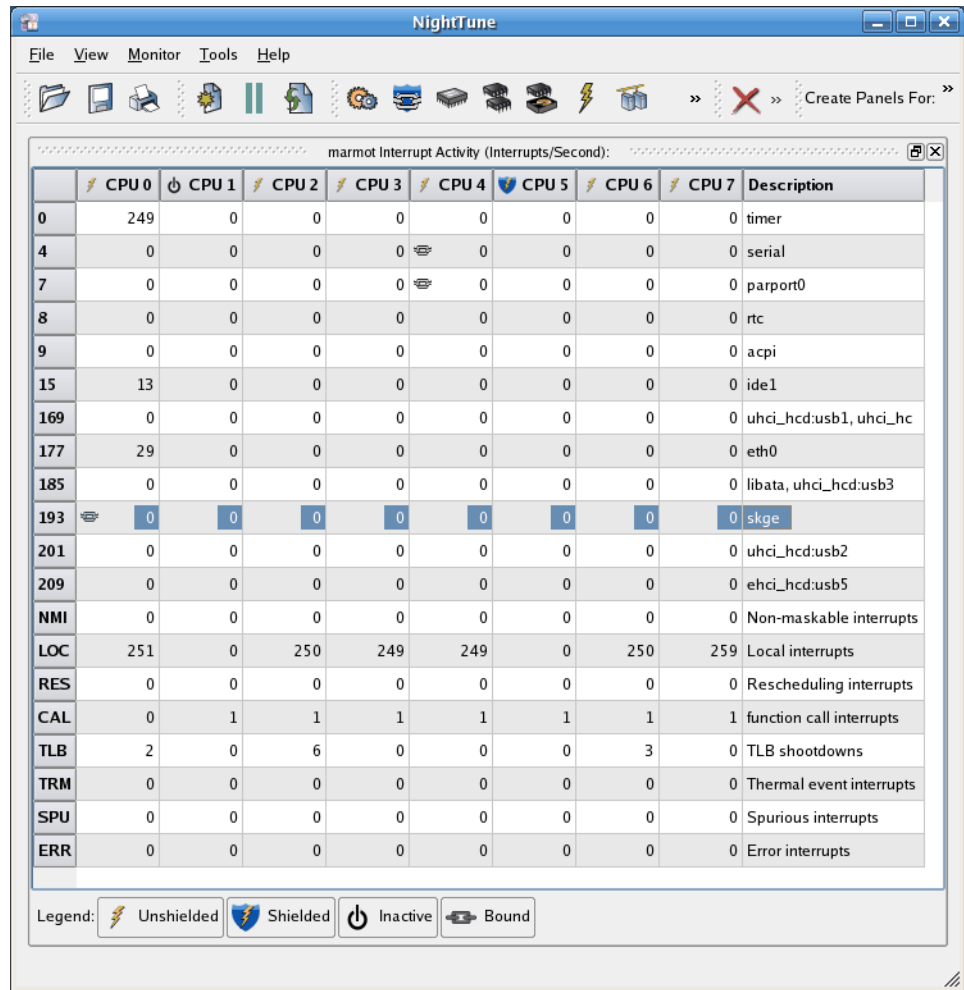 NightTune
File View Monitor Tools Help
» » Create Panels For: »
marmot Interrupt Activity (Interrupts/Second):
CPU 0 CPU 1 CPU 2 CPU 3 CPU 4 CPU 5 CPU 6 CPU 7 Description
0 249 0 0 0 0 0 0 0 timer
4 0 0 0 0 0 0 0 0 serial
7 0 0 0 0 0 0 0 0 parport0
8 0 0 0 0 0 0 0 0 rtc
9 0 0 0 0 0 0 0 0 acpi
15 13 0 0 0 0 0 0 0 ide1
169 0 0 0 0 0 0 0 0 uhci_hcd:usb1, uhci_hc
177 29 0 0 0 0 0 0 0 eth0
185 0 0 0 0 0 0 0 0 libata, uhci_hcd:usb3
193 0 0 0 0 0 0 0 0 skge
201 0 0 0 0 0 0 0 0 uhci_hcd:usb2
209 0 0 0 0 0 0 0 0 ehci_hcd:usb5
NMI 0 0 0 0 0 0 0 0 Non-maskable interrupts
LOC 251 0 250 249 249 0 250 259 Local interrupts
RES 0 0 0 0 0 0 0 0 Rescheduling interrupts
CAL 0 1 1 1 1 1 1 1 function call interrupts
TLB 2 0 6 0 0 0 3 0 TLB shootdowns
TRM 0 0 0 0 0 0 0 0 Thermal event interrupts
SPU 0 0 0 0 0 0 0 0 Spurious interrupts
ERR 0 0 0 0 0 0 0 0 Error interrupts
Legend: Unshielded Shielded Inactive Bound